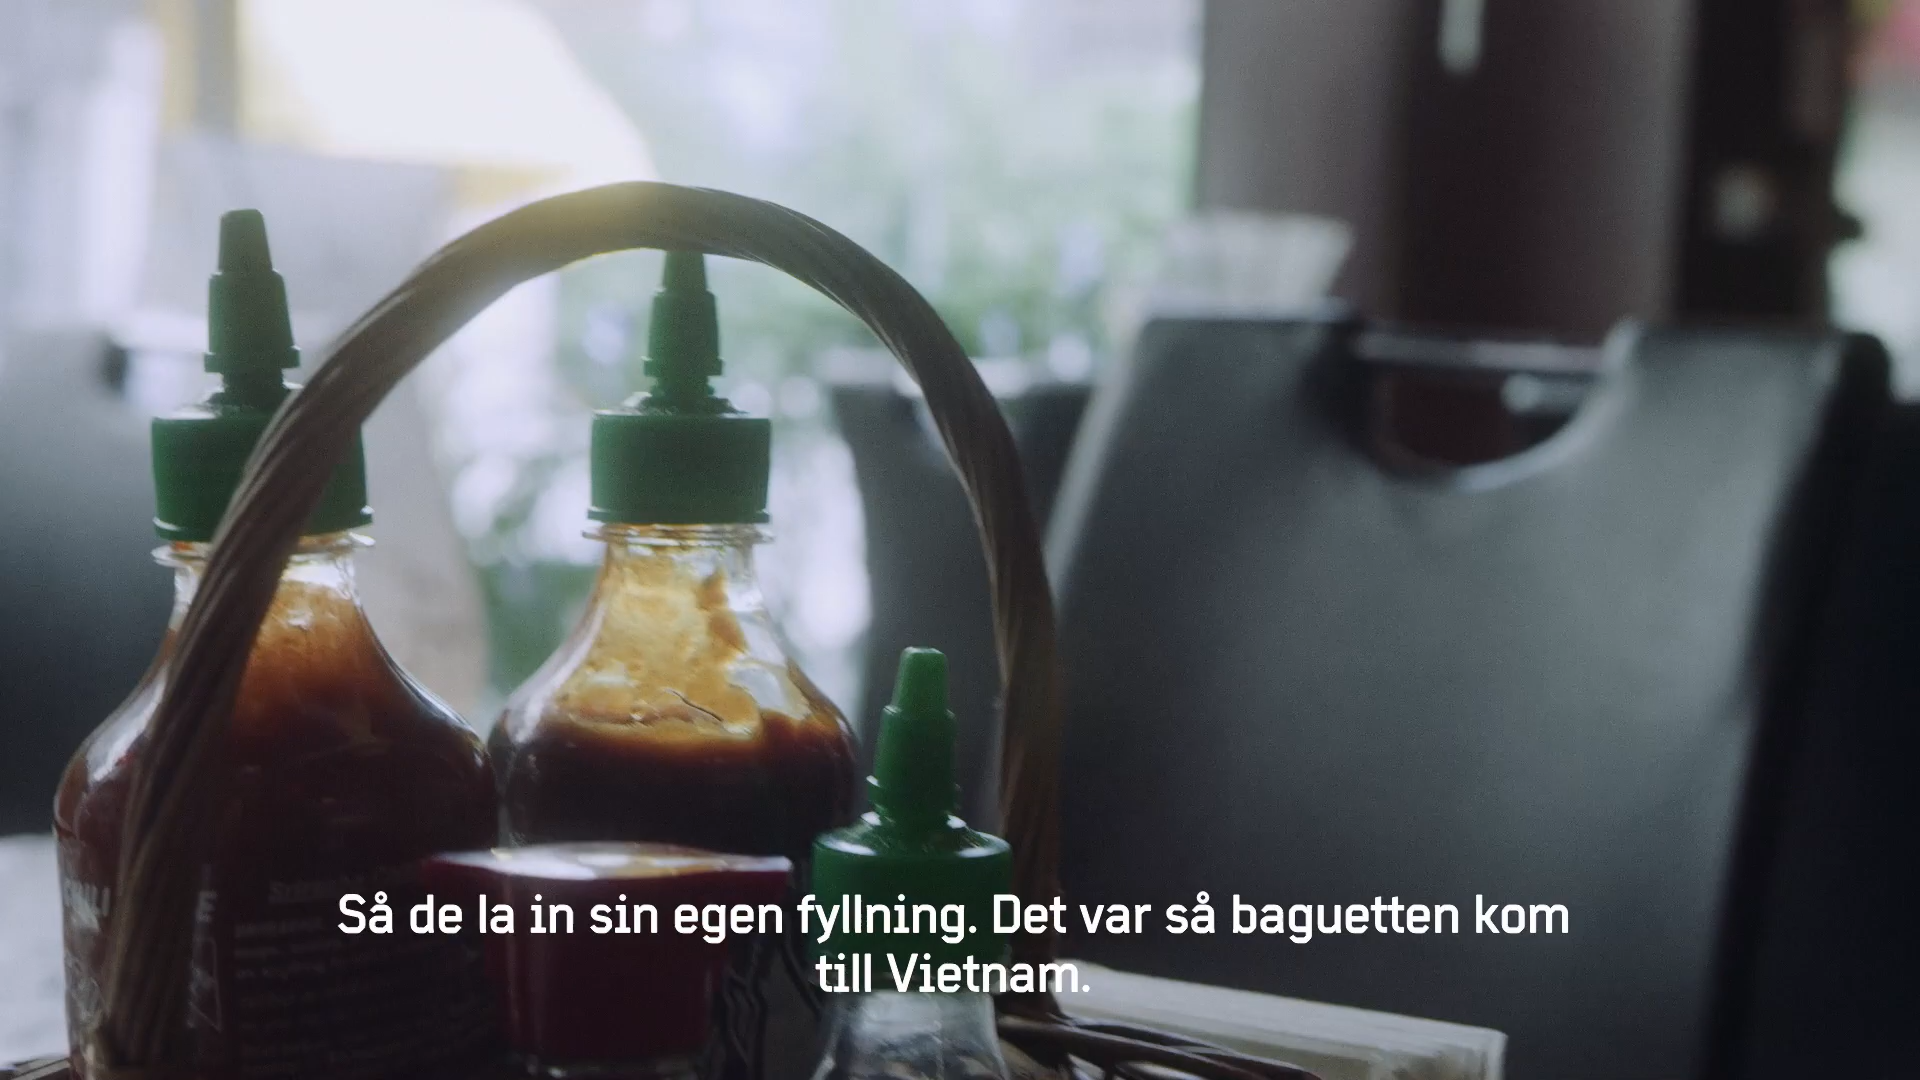 Så de la in sin egen fyllning. Det var så baguetten kom
till Vietnam.